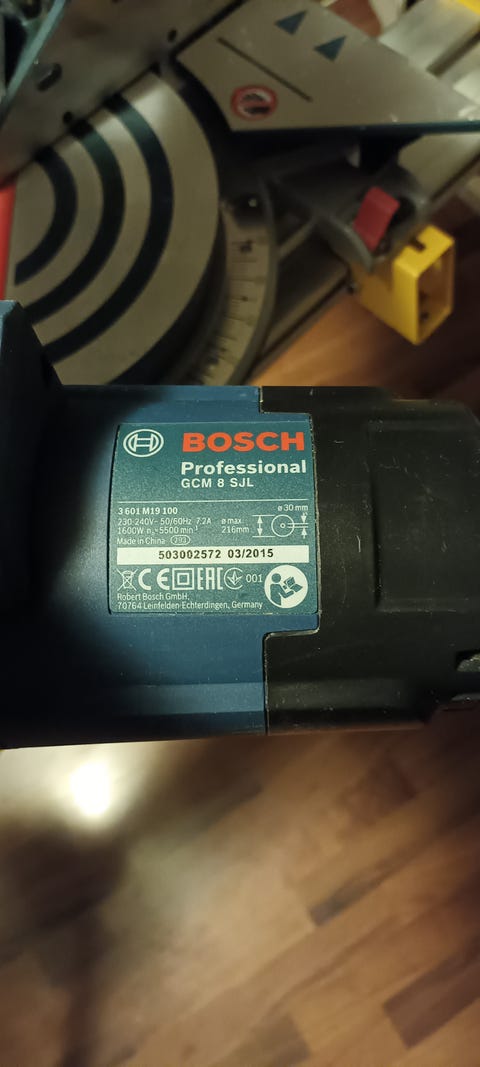 BOSCH
Professional
GCM 8 SJL
3 601 M19 100
230-240V~ 50/60Hz 7.2A
1600W n₀ 5500 min⁻¹
Made in China 793
ø max.
216mm
ø 30 mm
503002572 03/2015
CE EAC 001
Robert Bosch GmbH,
70764 Leinfelden-Echterdingen, Germany